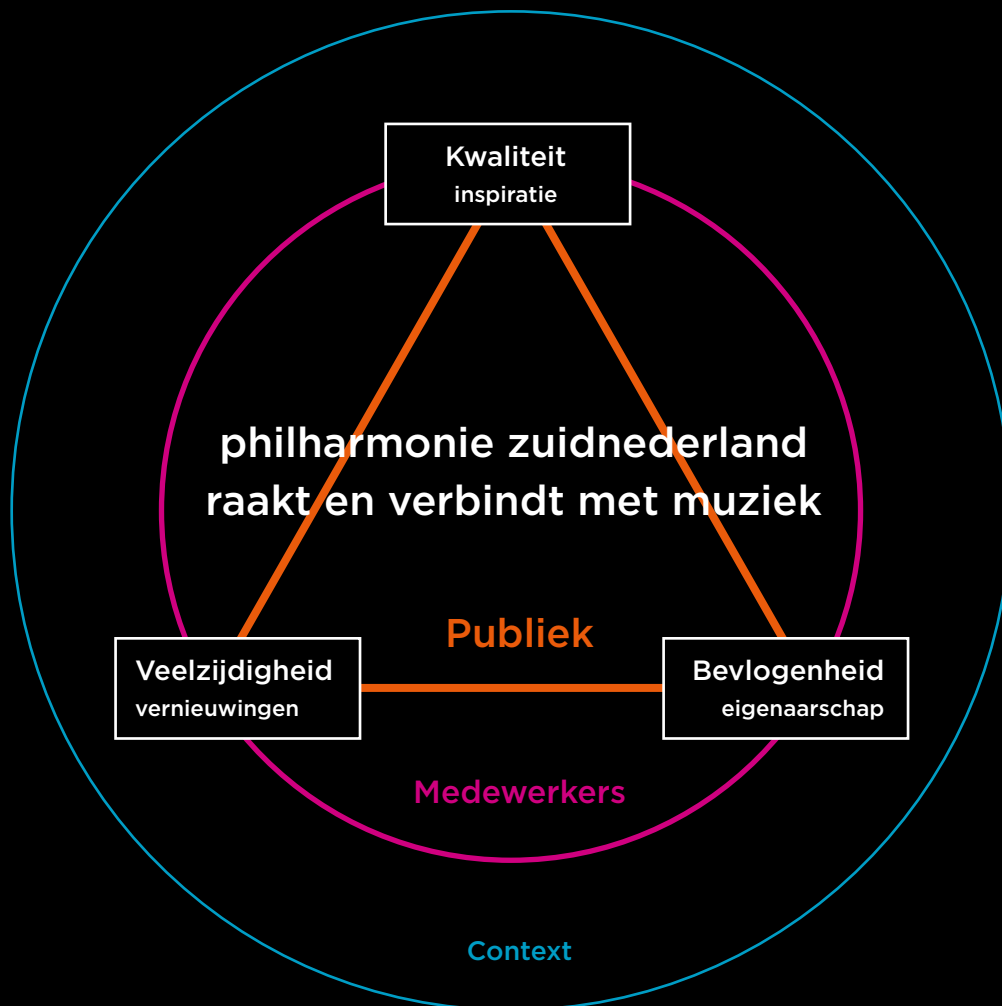 Kwaliteit
inspiratie
philharmonie zuidnederland
raakt en verbindt met muziek
Publiek
Veelzijdigheid
vernieuwingen
Bevlogenheid
eigenaarschap
Medewerkers
Context